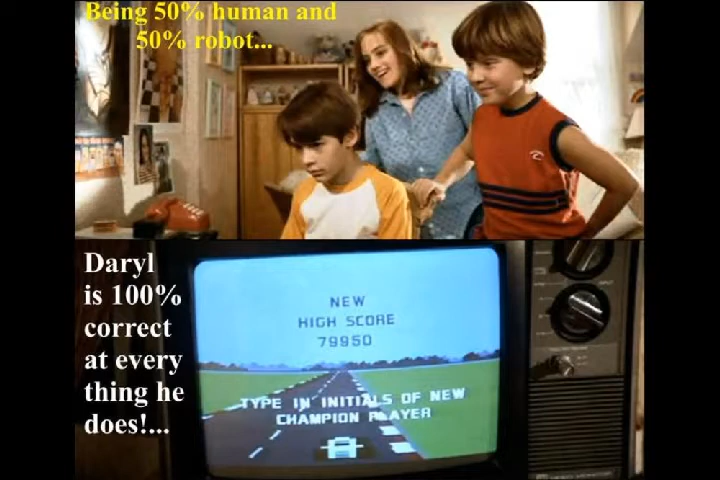 Being 50% human and
50% robot...
Daryl
is 100%
correct
at every
thing he
does!...
NEW
HIGH SCORE
79950
TYPE IN INITIALS OF NEW
CHAMPION PLAYER